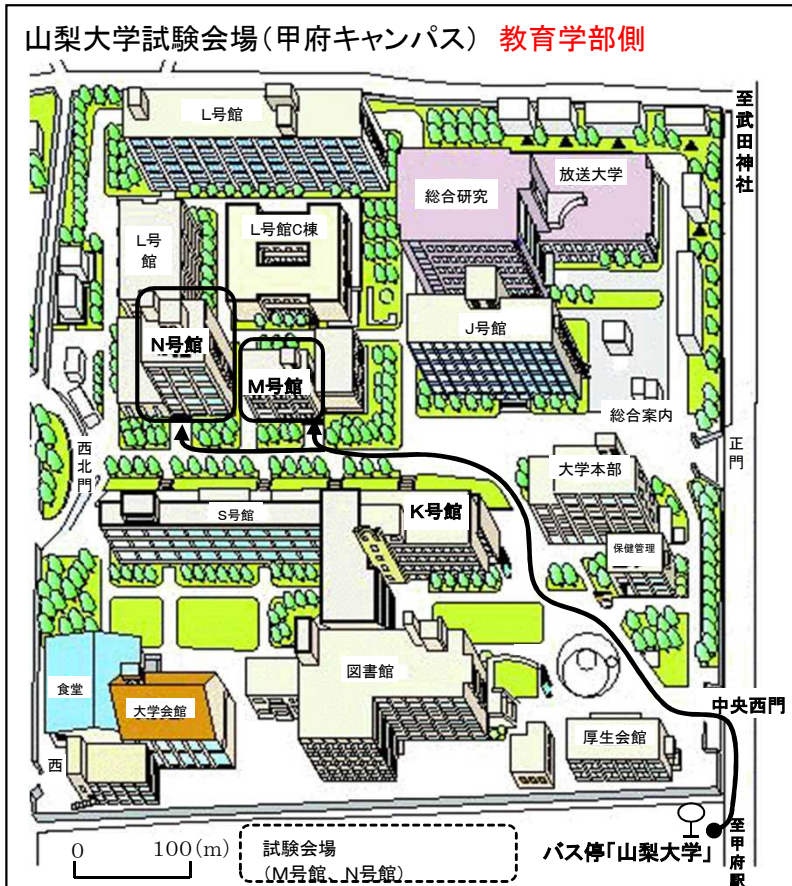 山梨大学試験会場(甲府キャンパス) 教育学部側
至武田神社
L号館
放送大学
総合研究
L号
館
L号館C棟
N号館
J号館
M号館
総合案内
西北門
正門
大学本部
K号館
S号館
保健管理
図書館
食堂
大学会館
中央西門
厚生会館
西
バス停「山梨大学」
至甲府駅
0 100(m)
試験会場
(M号館、N号館)